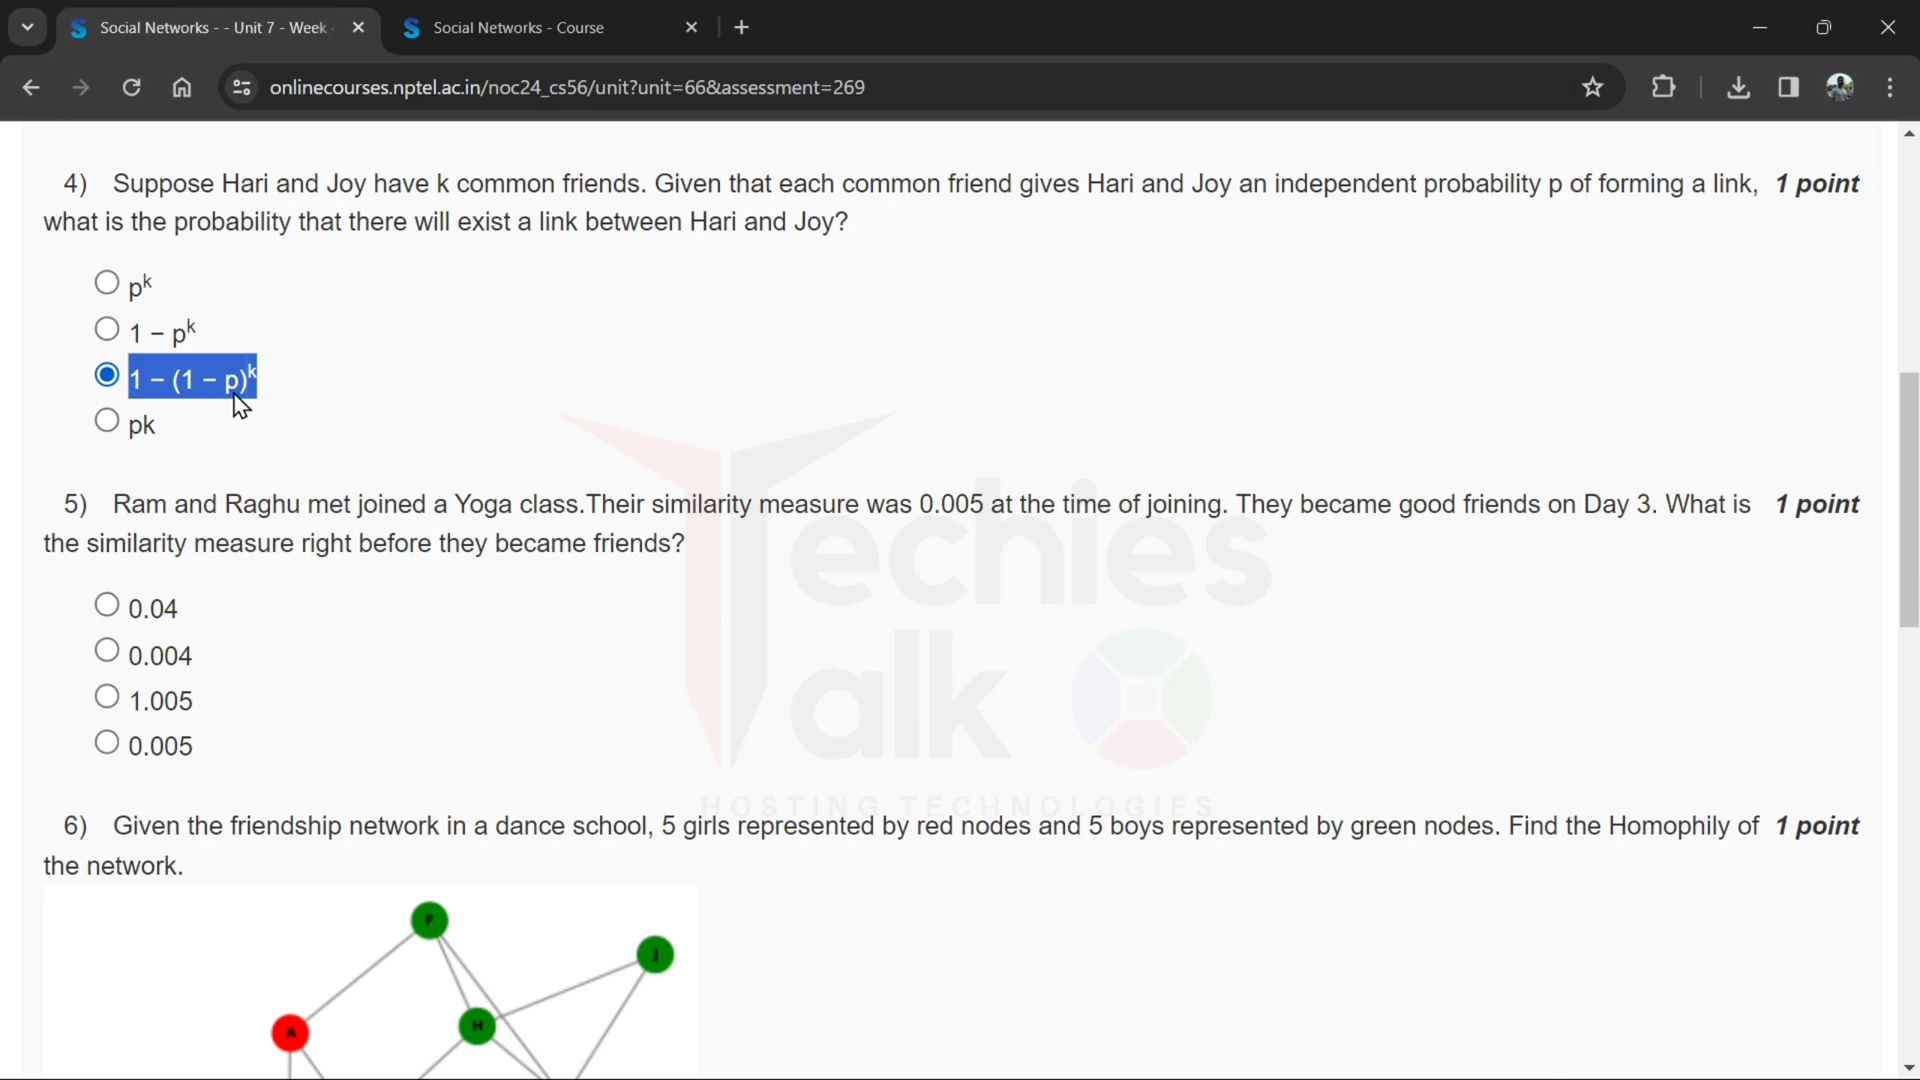 Social Networks - - Unit 7 - Week
Social Networks - Course
onlinecourses.nptel.ac.in/noc24_cs56/unit?unit=66&assessment=269
4) Suppose Hari and Joy have k common friends. Given that each common friend gives Hari and Joy an independent probability p of forming a link, 1 point
what is the probability that there will exist a link between Hari and Joy?
pᵏ
1 − pᵏ
1 − (1 − p)ᵏ
pk
5) Ram and Raghu met joined a Yoga class.Their similarity measure was 0.005 at the time of joining. They became good friends on Day 3. What is 1 point
the similarity measure right before they became friends?
0.04
0.004
1.005
0.005
Techies
Talk
HOSTING TECHNOLOGIES
6) Given the friendship network in a dance school, 5 girls represented by red nodes and 5 boys represented by green nodes. Find the Homophily of 1 point
the network.
F
J
H
A